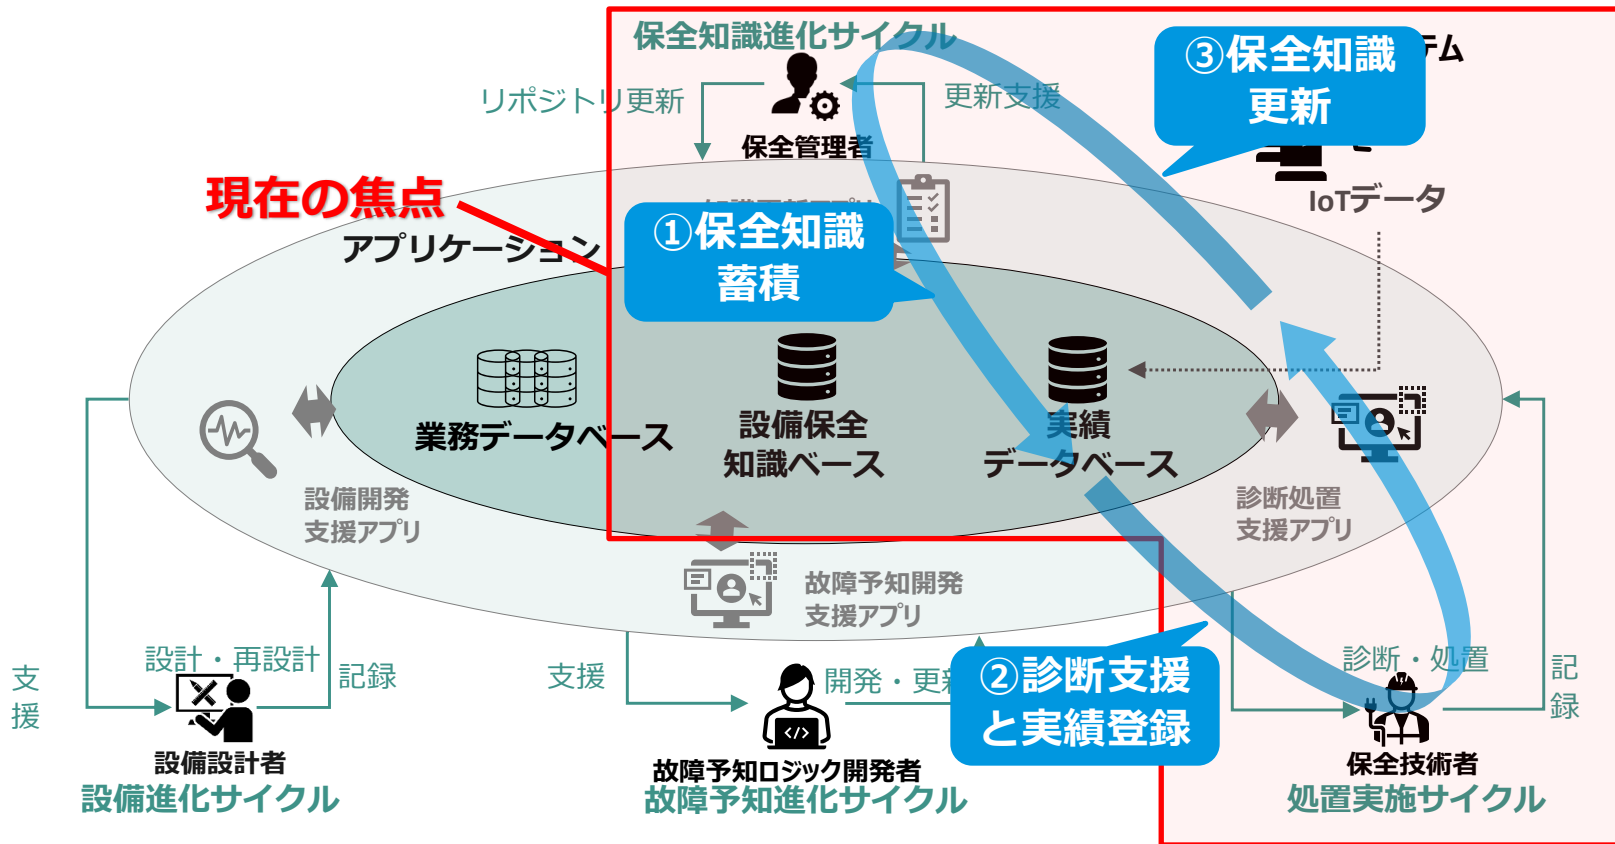 保全知識進化サイクル
③保全知識
更新
テム
リポジトリ更新
更新支援
保全管理者
現在の焦点
IoTデータ
アプリケーション
①保全知識
蓄積
業務データベース
設備保全
知識ベース
実績
データベース
設備開発
支援アプリ
診断処置
支援アプリ
故障予知開発
支援アプリ
支
援
設計・再設計
記録
支援
開発・更新
②診断支援
と実績登録
診断・処置
記
録
設備設計者
設備進化サイクル
故障予知ロジック開発者
故障予知進化サイクル
保全技術者
処置実施サイクル